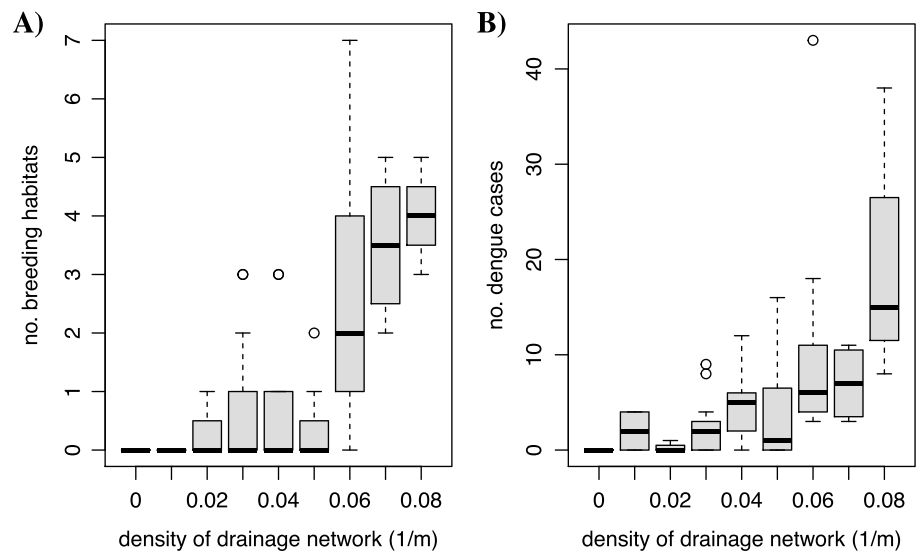 A)
no. breeding habitats
7
6
5
4
3
2
1
0
0 0.02 0.04 0.06 0.08
density of drainage network (1/m)
B)
no. dengue cases
40
30
20
10
0
0 0.02 0.04 0.06 0.08
density of drainage network (1/m)